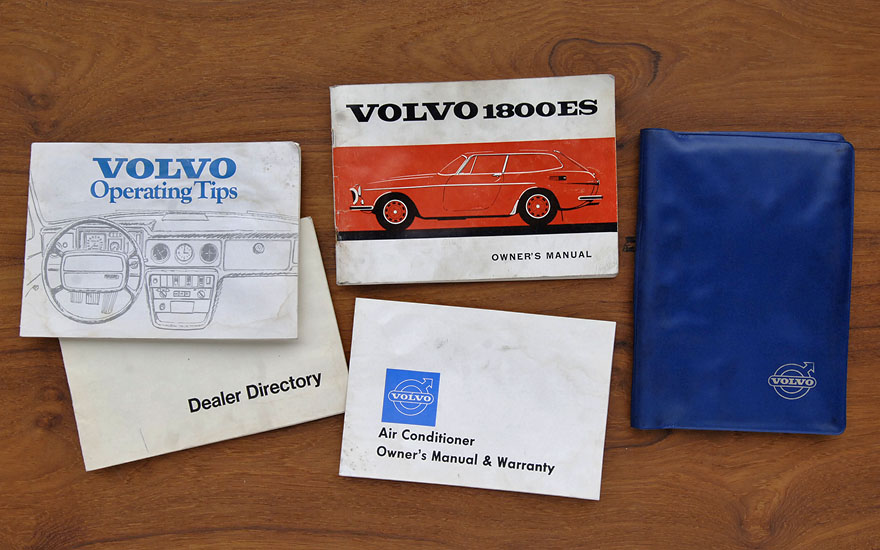 VOLVO
Operating Tips
Dealer Directory
VOLVO 1800ES
OWNER'S MANUAL
VOLVO
Air Conditioner
Owner's Manual & Warranty
VOLVO